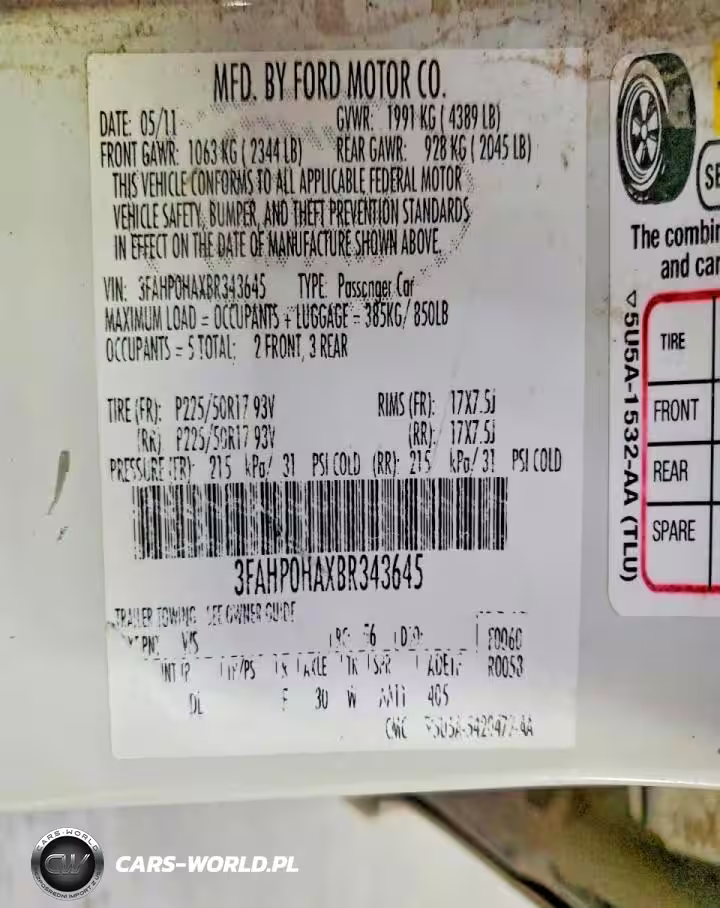 MFD. BY FORD MOTOR CO.
DATE: 05/11 GVWR: 1991 KG ( 4389 LB)
FRONT GAWR: 1063 KG ( 2344 LB) REAR GAWR: 928 KG ( 2045 LB)
THIS VEHICLE CONFORMS TO ALL APPLICABLE FEDERAL MOTOR
VEHICLE SAFETY, BUMPER, AND THEFT PREVENTION STANDARDS
IN EFFECT ON THE DATE OF MANUFACTURE SHOWN ABOVE.
VIN: 3FAHP0HAXBR343645 TYPE: Passenger Car
MAXIMUM LOAD = OCCUPANTS + LUGGAGE = 385KG/ 850LB
OCCUPANTS = 5 TOTAL; 2 FRONT, 3 REAR
TIRE (FR): P225/50R17 93V RIMS (FR): 17X7.5J
(RR) P225/50R17 93V (RR): 17X7.5J
PRESSURE (FR): 215 kPa/ 31 PSI COLD (RR): 215 kPa/ 31 PSI COLD
3FAHP0HAXBR343645
TRAILER TOWING - SEE OWNER GUIDE
F0060
R0053
30 W 405
The combin
and car
TIRE
FRONT
REAR
SPARE
5U5A-1532-AA (TLU)
CARS-WORLD
CW
CARS-WORLD.PL